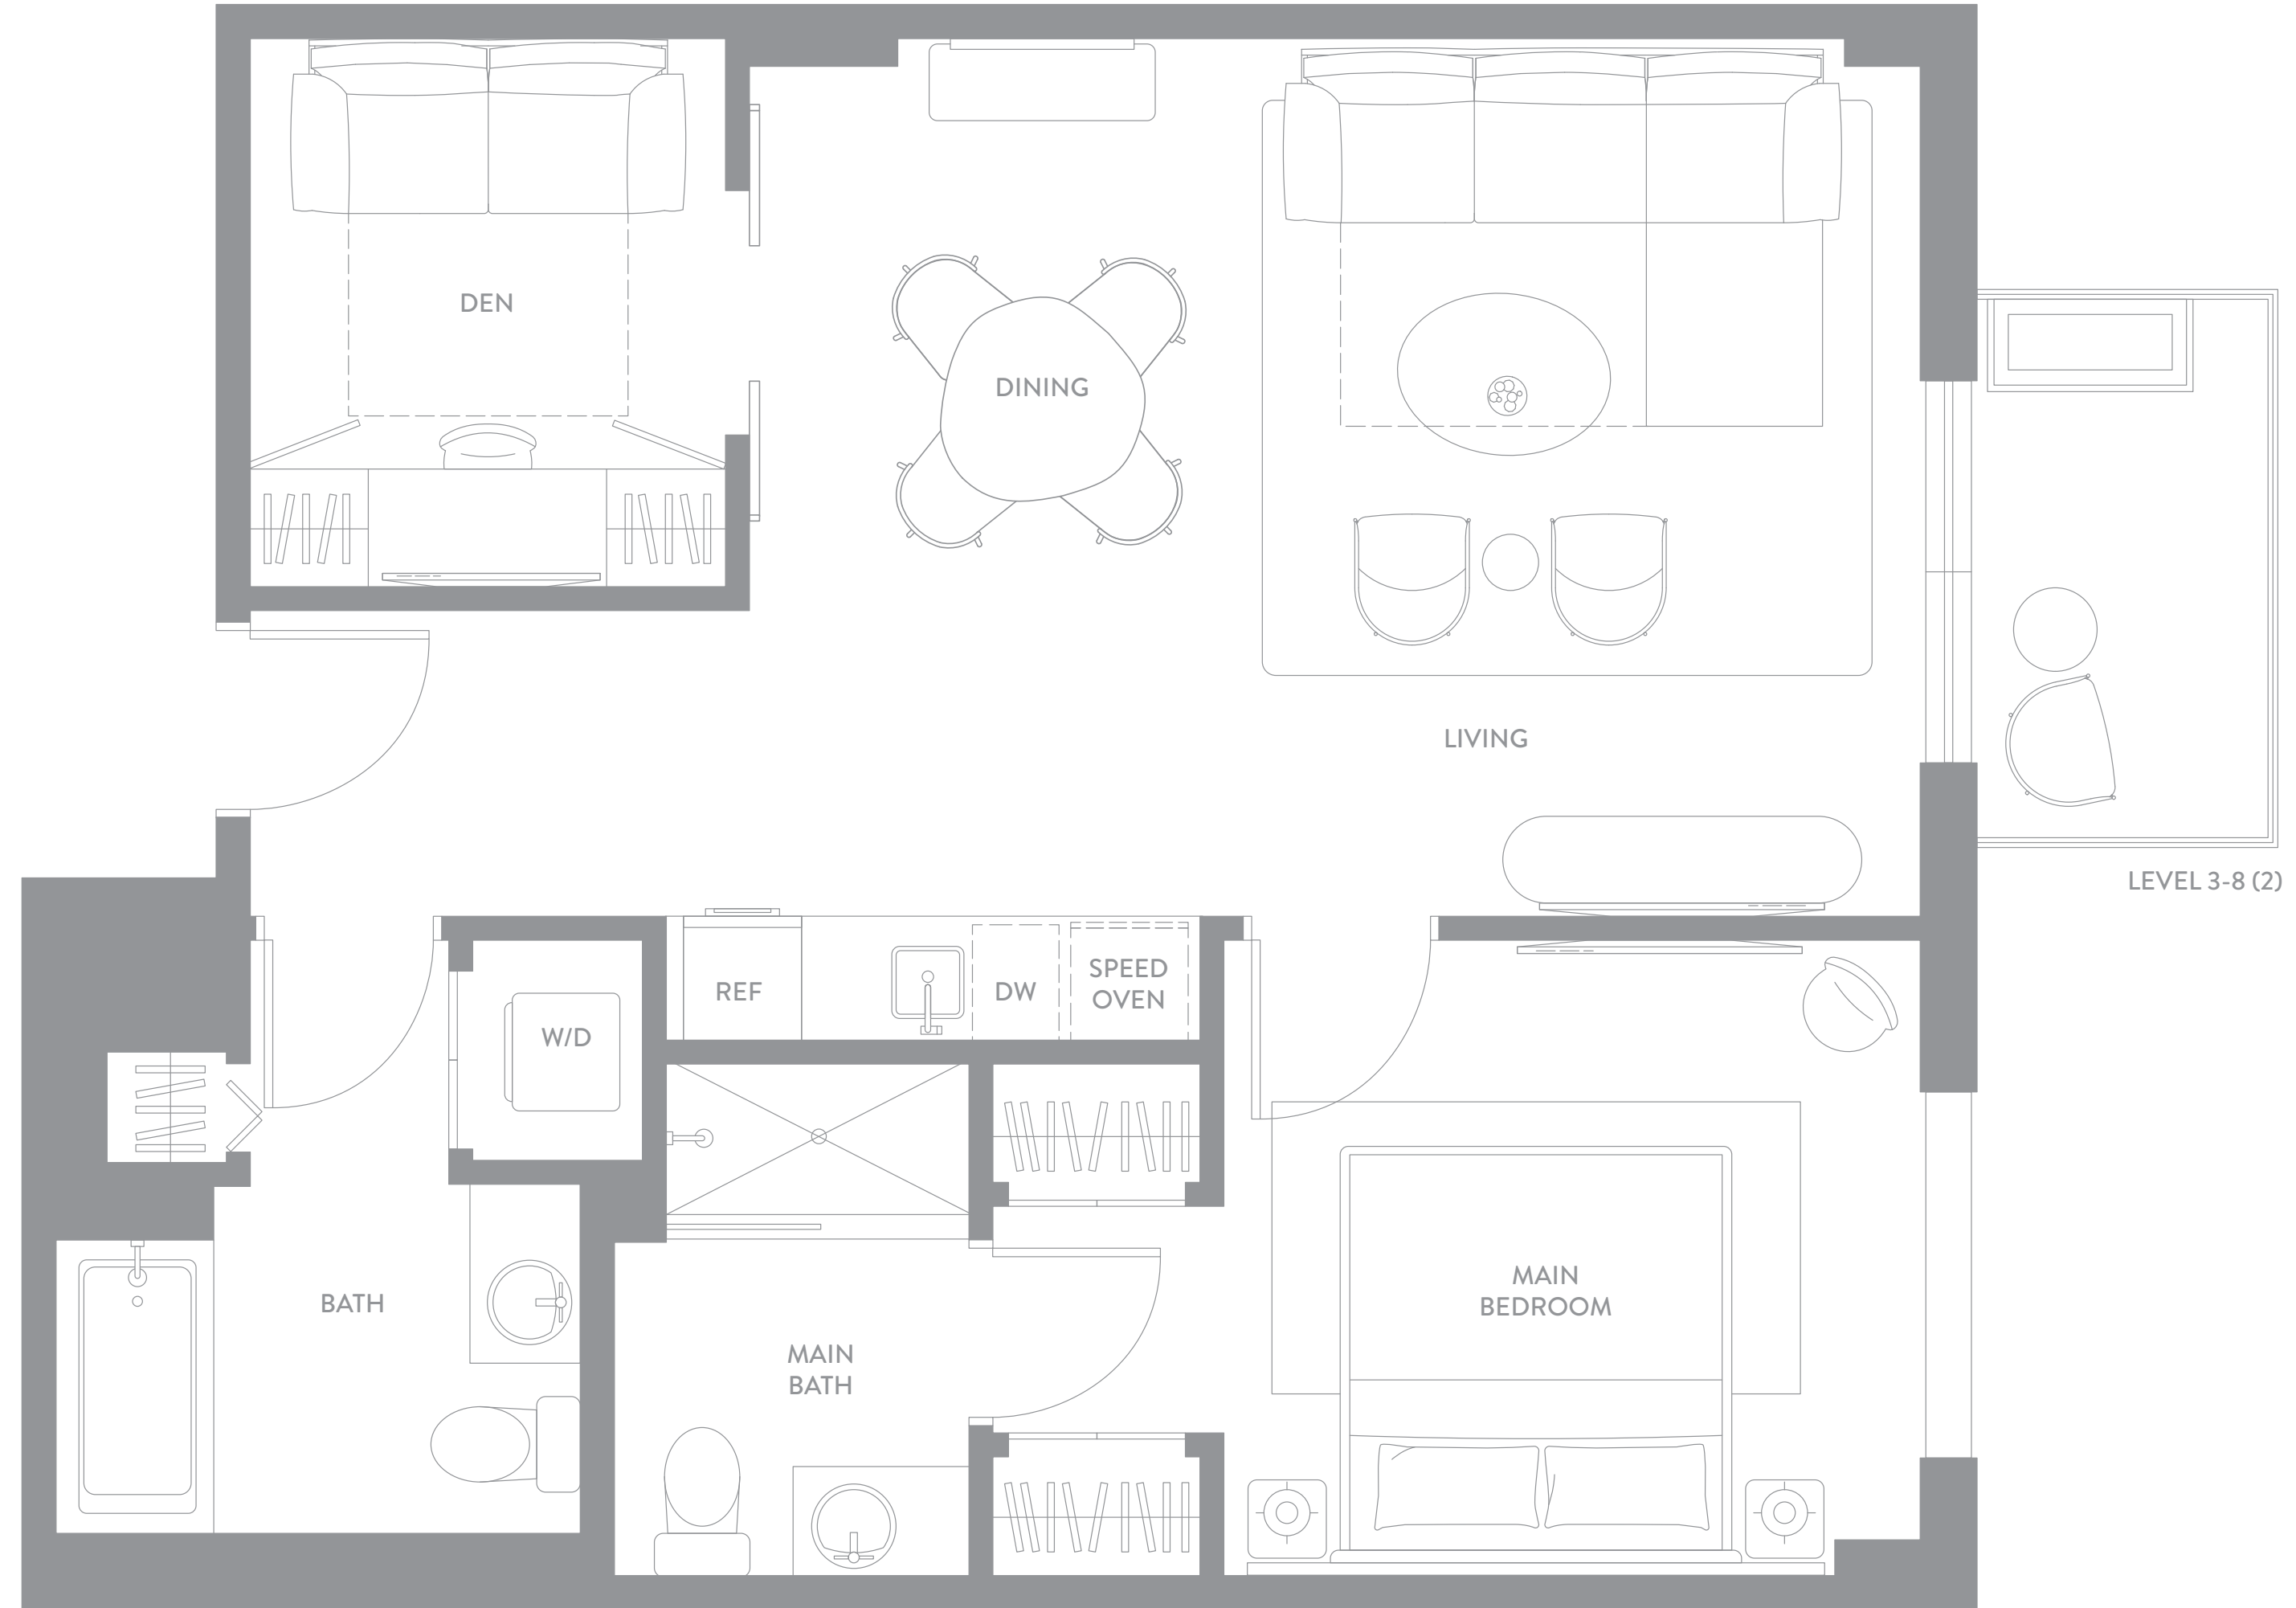 DEN
DINING
LIVING
LEVEL 3-8 (2)
REF
DW
SPEED
OVEN
W/D
BATH
MAIN
BATH
MAIN
BEDROOM